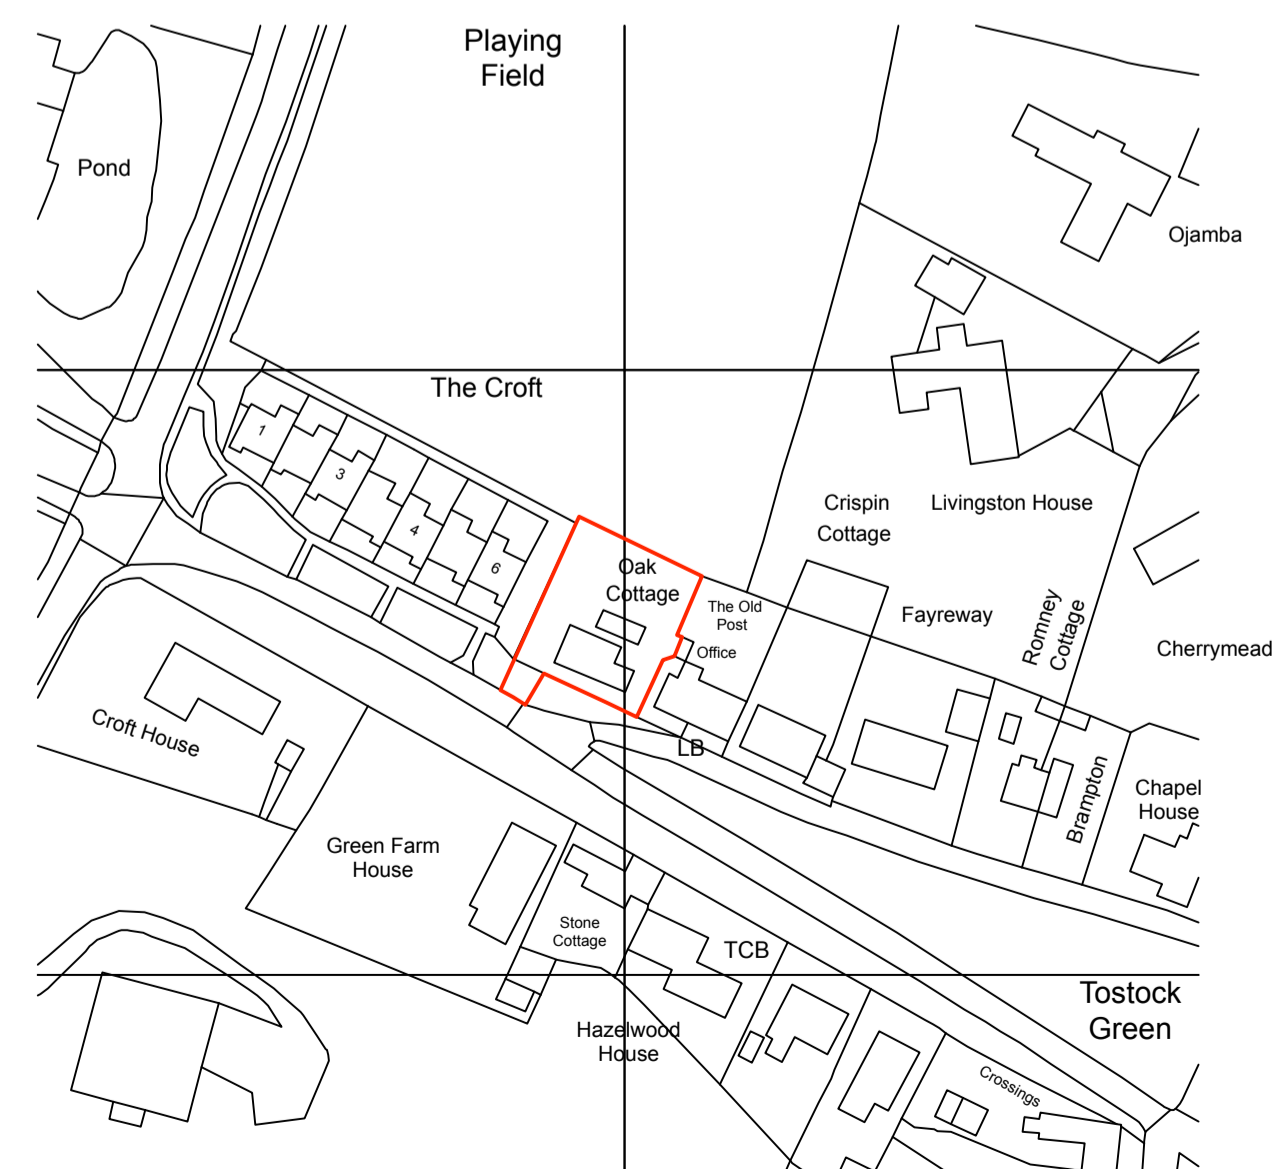 Playing
Field
Pond
Ojamba
The Croft
1
3
4
6
Crispin
Cottage
Livingston House
Oak
Cottage
The Old
Post
Office
Fayreway
Romney
Cottage
Cherrymead
Croft House
LB
Brampton
Chapel
House
Green Farm
House
Stone
Cottage
TCB
Tostock
Green
Hazelwood
House
Crossings